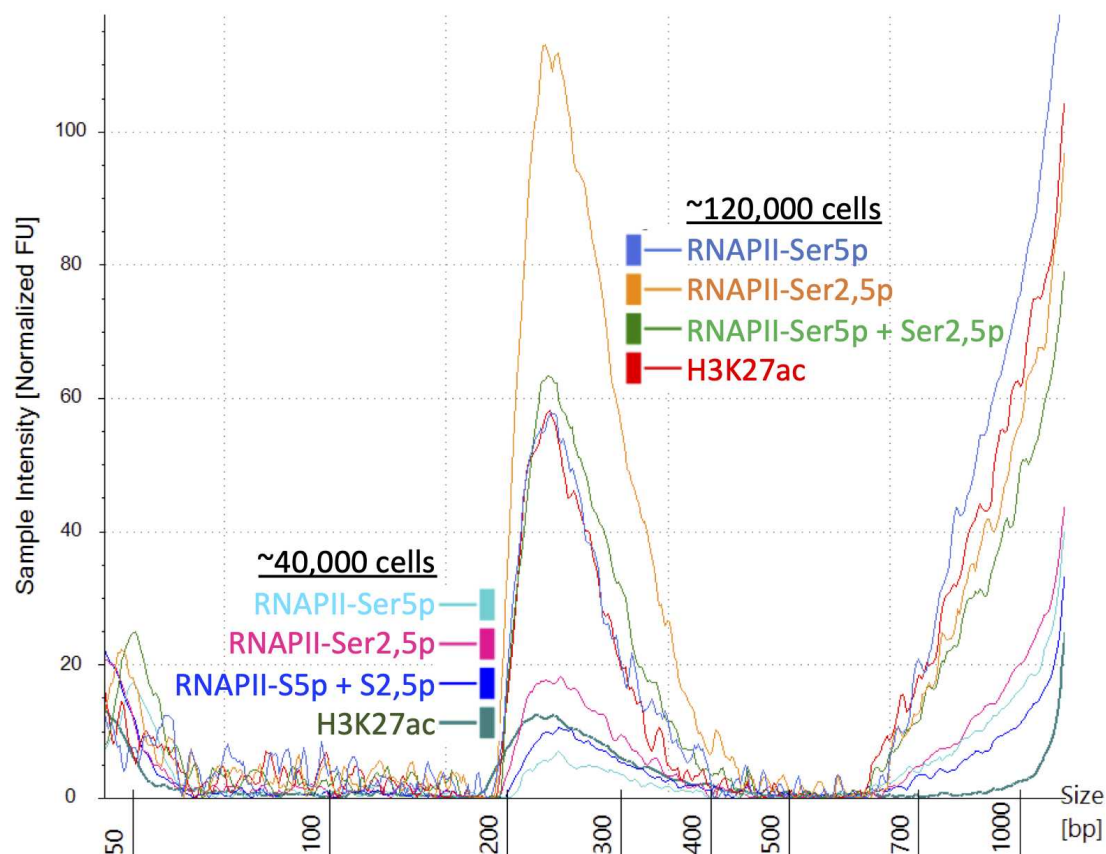 100
80
60
40
20
0
Sample Intensity [Normalized FU]
~120,000 cells
RNAPII-Ser5p
RNAPII-Ser2,5p
RNAPII-Ser5p + Ser2,5p
H3K27ac
~40,000 cells
RNAPII-Ser5p
RNAPII-Ser2,5p
RNAPII-S5p + S2,5p
H3K27ac
50
100
200
300
400
500
700
1000
Size
[bp]